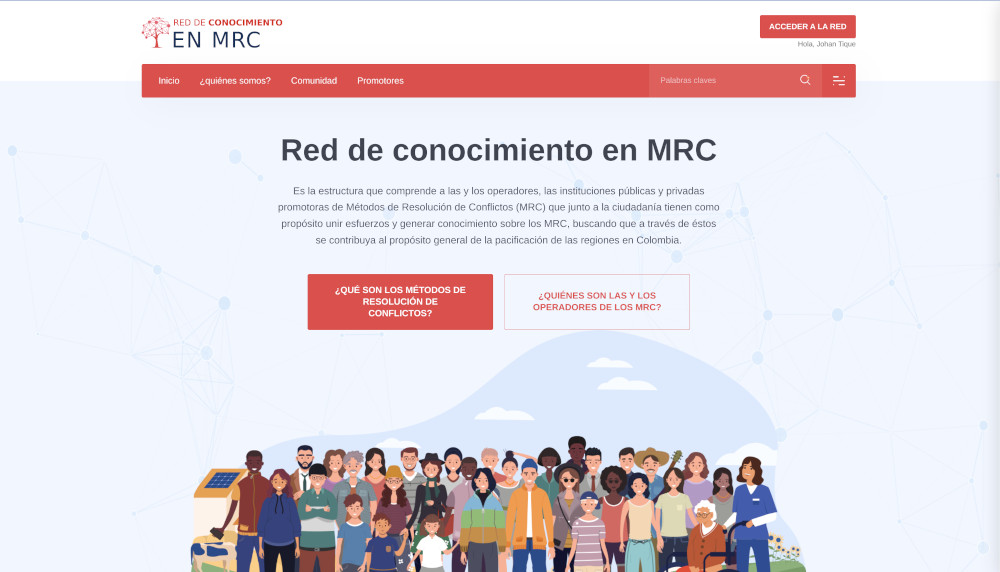 RED DE CONOCIMIENTO
EN MRC
ACCEDER A LA RED
Hola, Johan Tique
Inicio
¿quiénes somos?
Comunidad
Promotores
Palabras claves
Red de conocimiento en MRC
Es la estructura que comprende a las y los operadores, las instituciones públicas y privadas
promotoras de Métodos de Resolución de Conflictos (MRC) que junto a la ciudadanía tienen como
propósito unir esfuerzos y generar conocimiento sobre los MRC, buscando que a través de éstos
se contribuya al propósito general de la pacificación de las regiones en Colombia.
¿QUÉ SON LOS MÉTODOS DE
RESOLUCIÓN DE
CONFLICTOS?
¿QUIÉNES SON LAS Y LOS
OPERADORES DE LOS MRC?